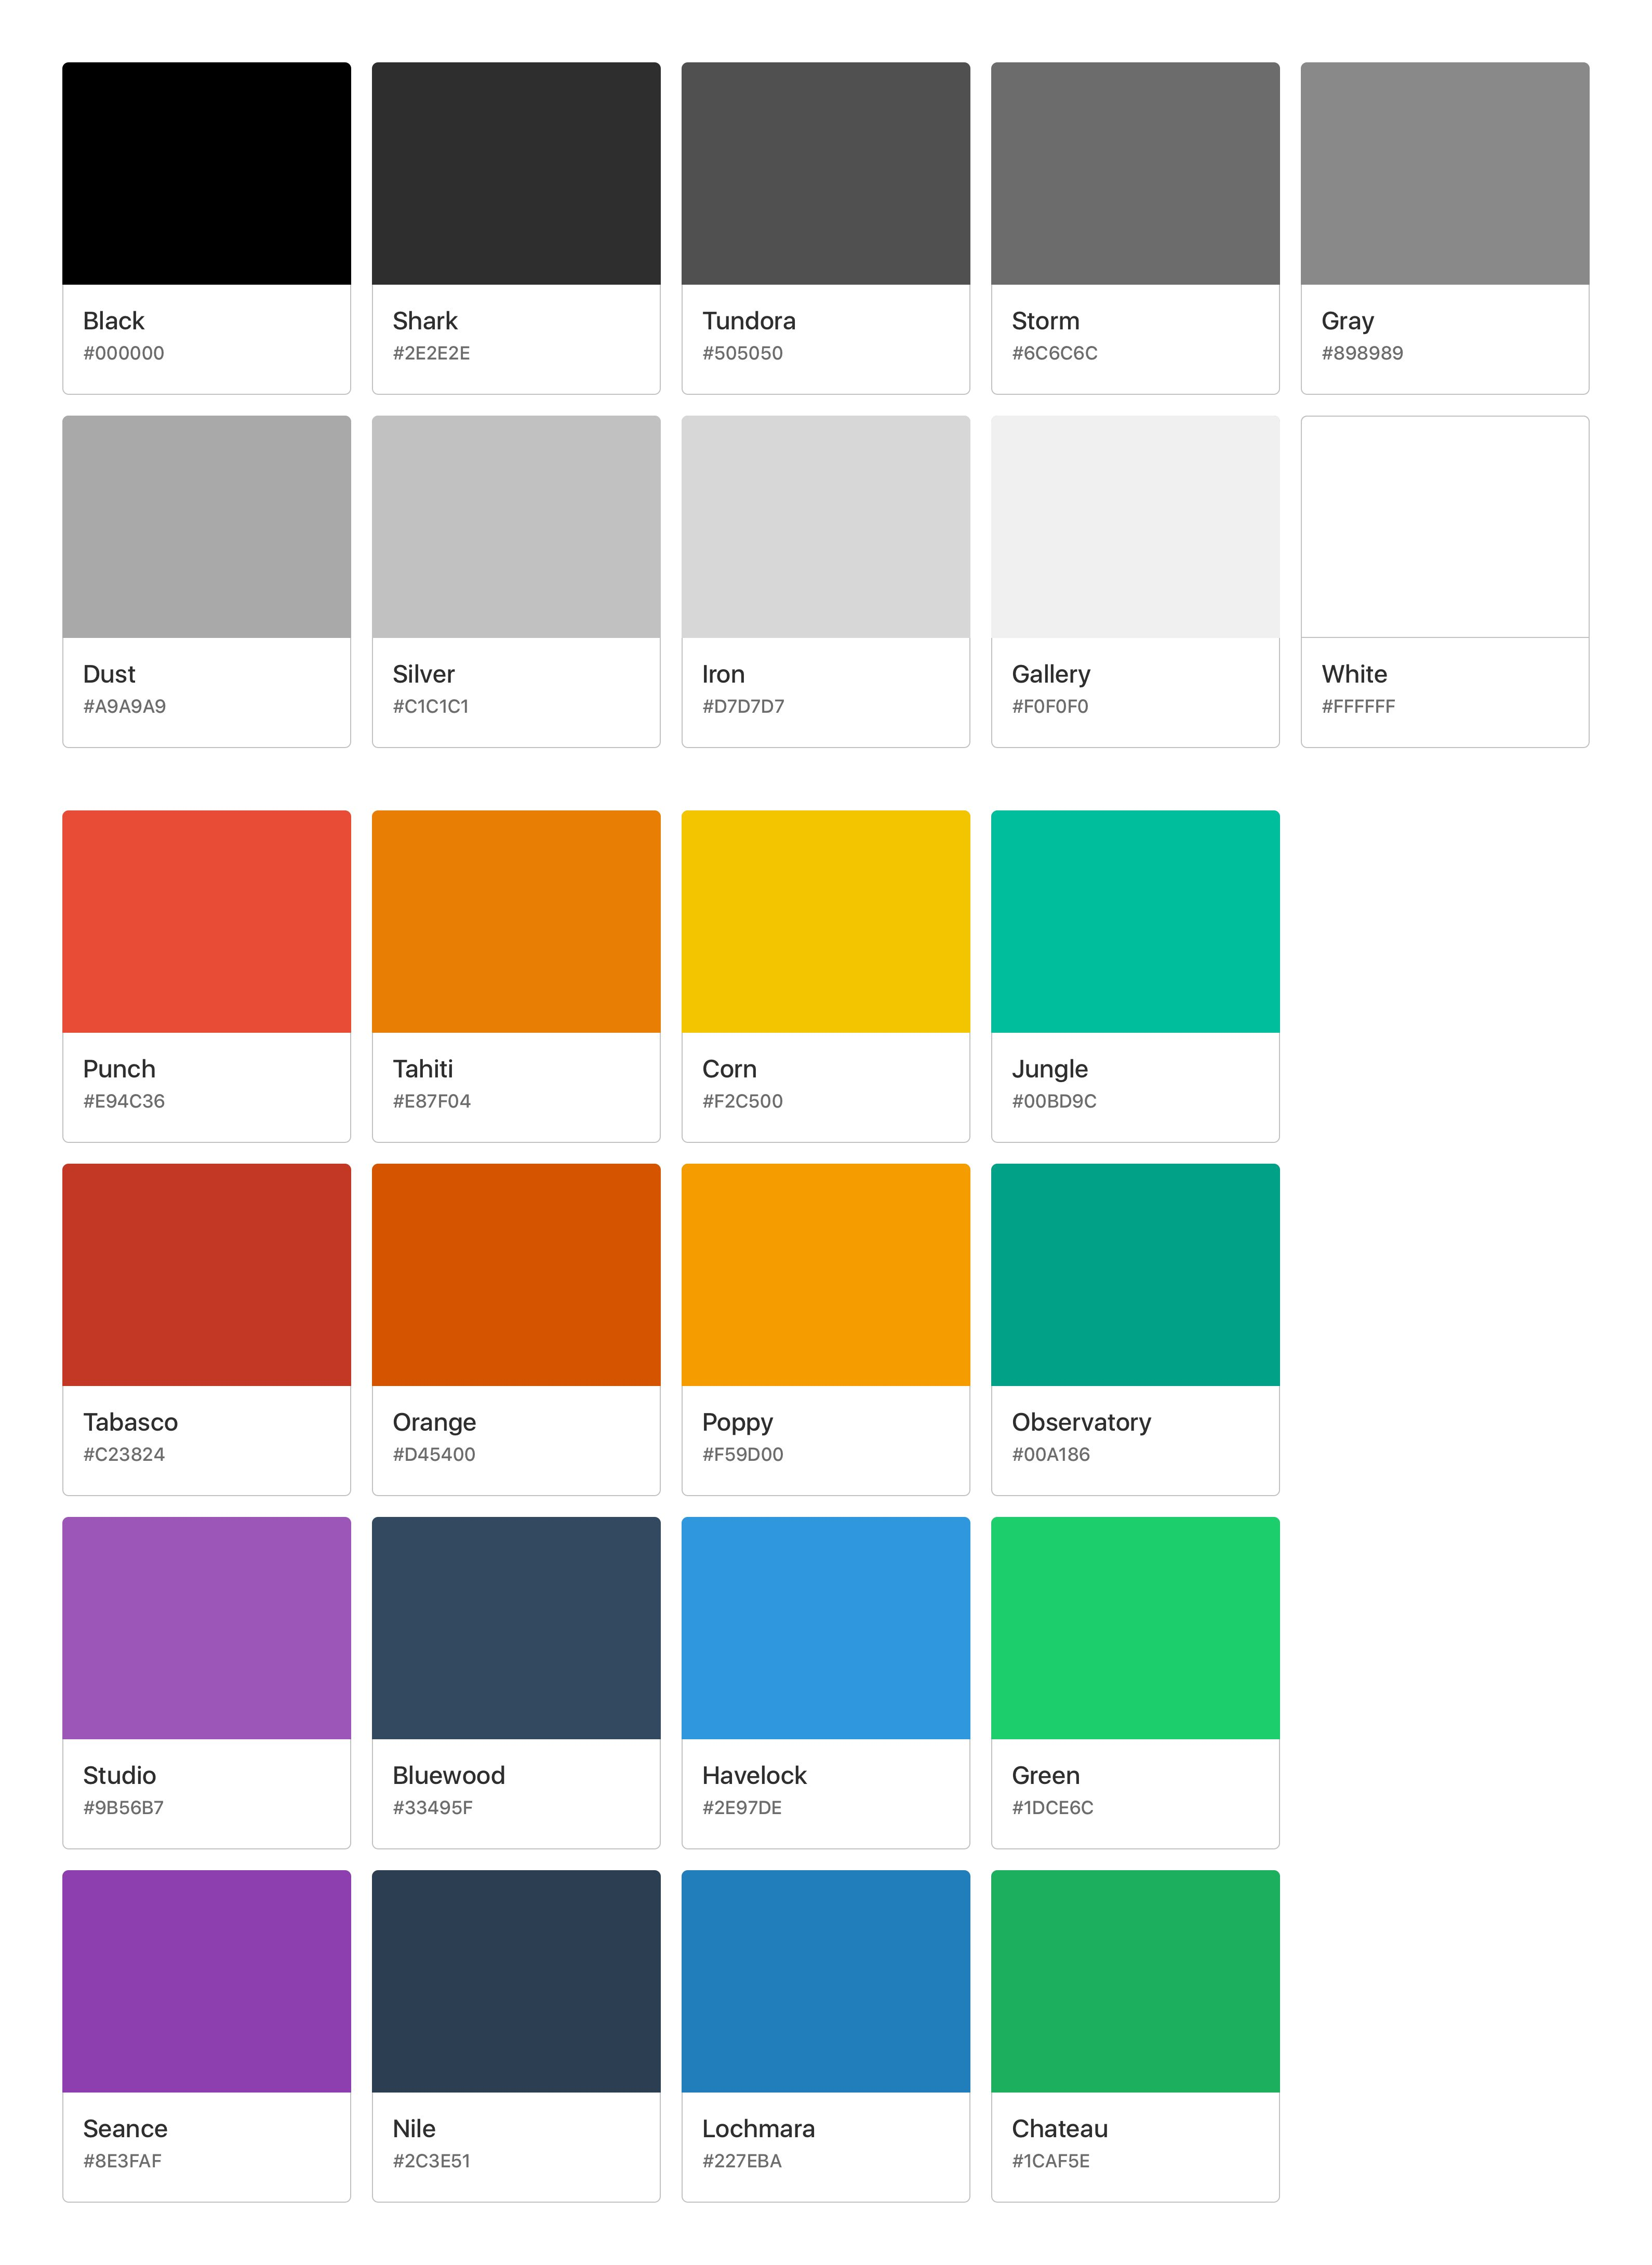 Black
#000000
Shark
#2E2E2E
Tundora
#505050
Storm
#6C6C6C
Gray
#898989
Dust
#A9A9A9
Silver
#C1C1C1
Iron
#D7D7D7
Gallery
#F0F0F0
White
#FFFFFF
Punch
#E94C36
Tahiti
#E87F04
Corn
#F2C500
Jungle
#00BD9C
Tabasco
#C23824
Orange
#D45400
Poppy
#F59D00
Observatory
#00A186
Studio
#9B56B7
Bluewood
#33495F
Havelock
#2E97DE
Green
#1DCE6C
Seance
#8E3FAF
Nile
#2C3E51
Lochmara
#227EBA
Chateau
#1CAF5E